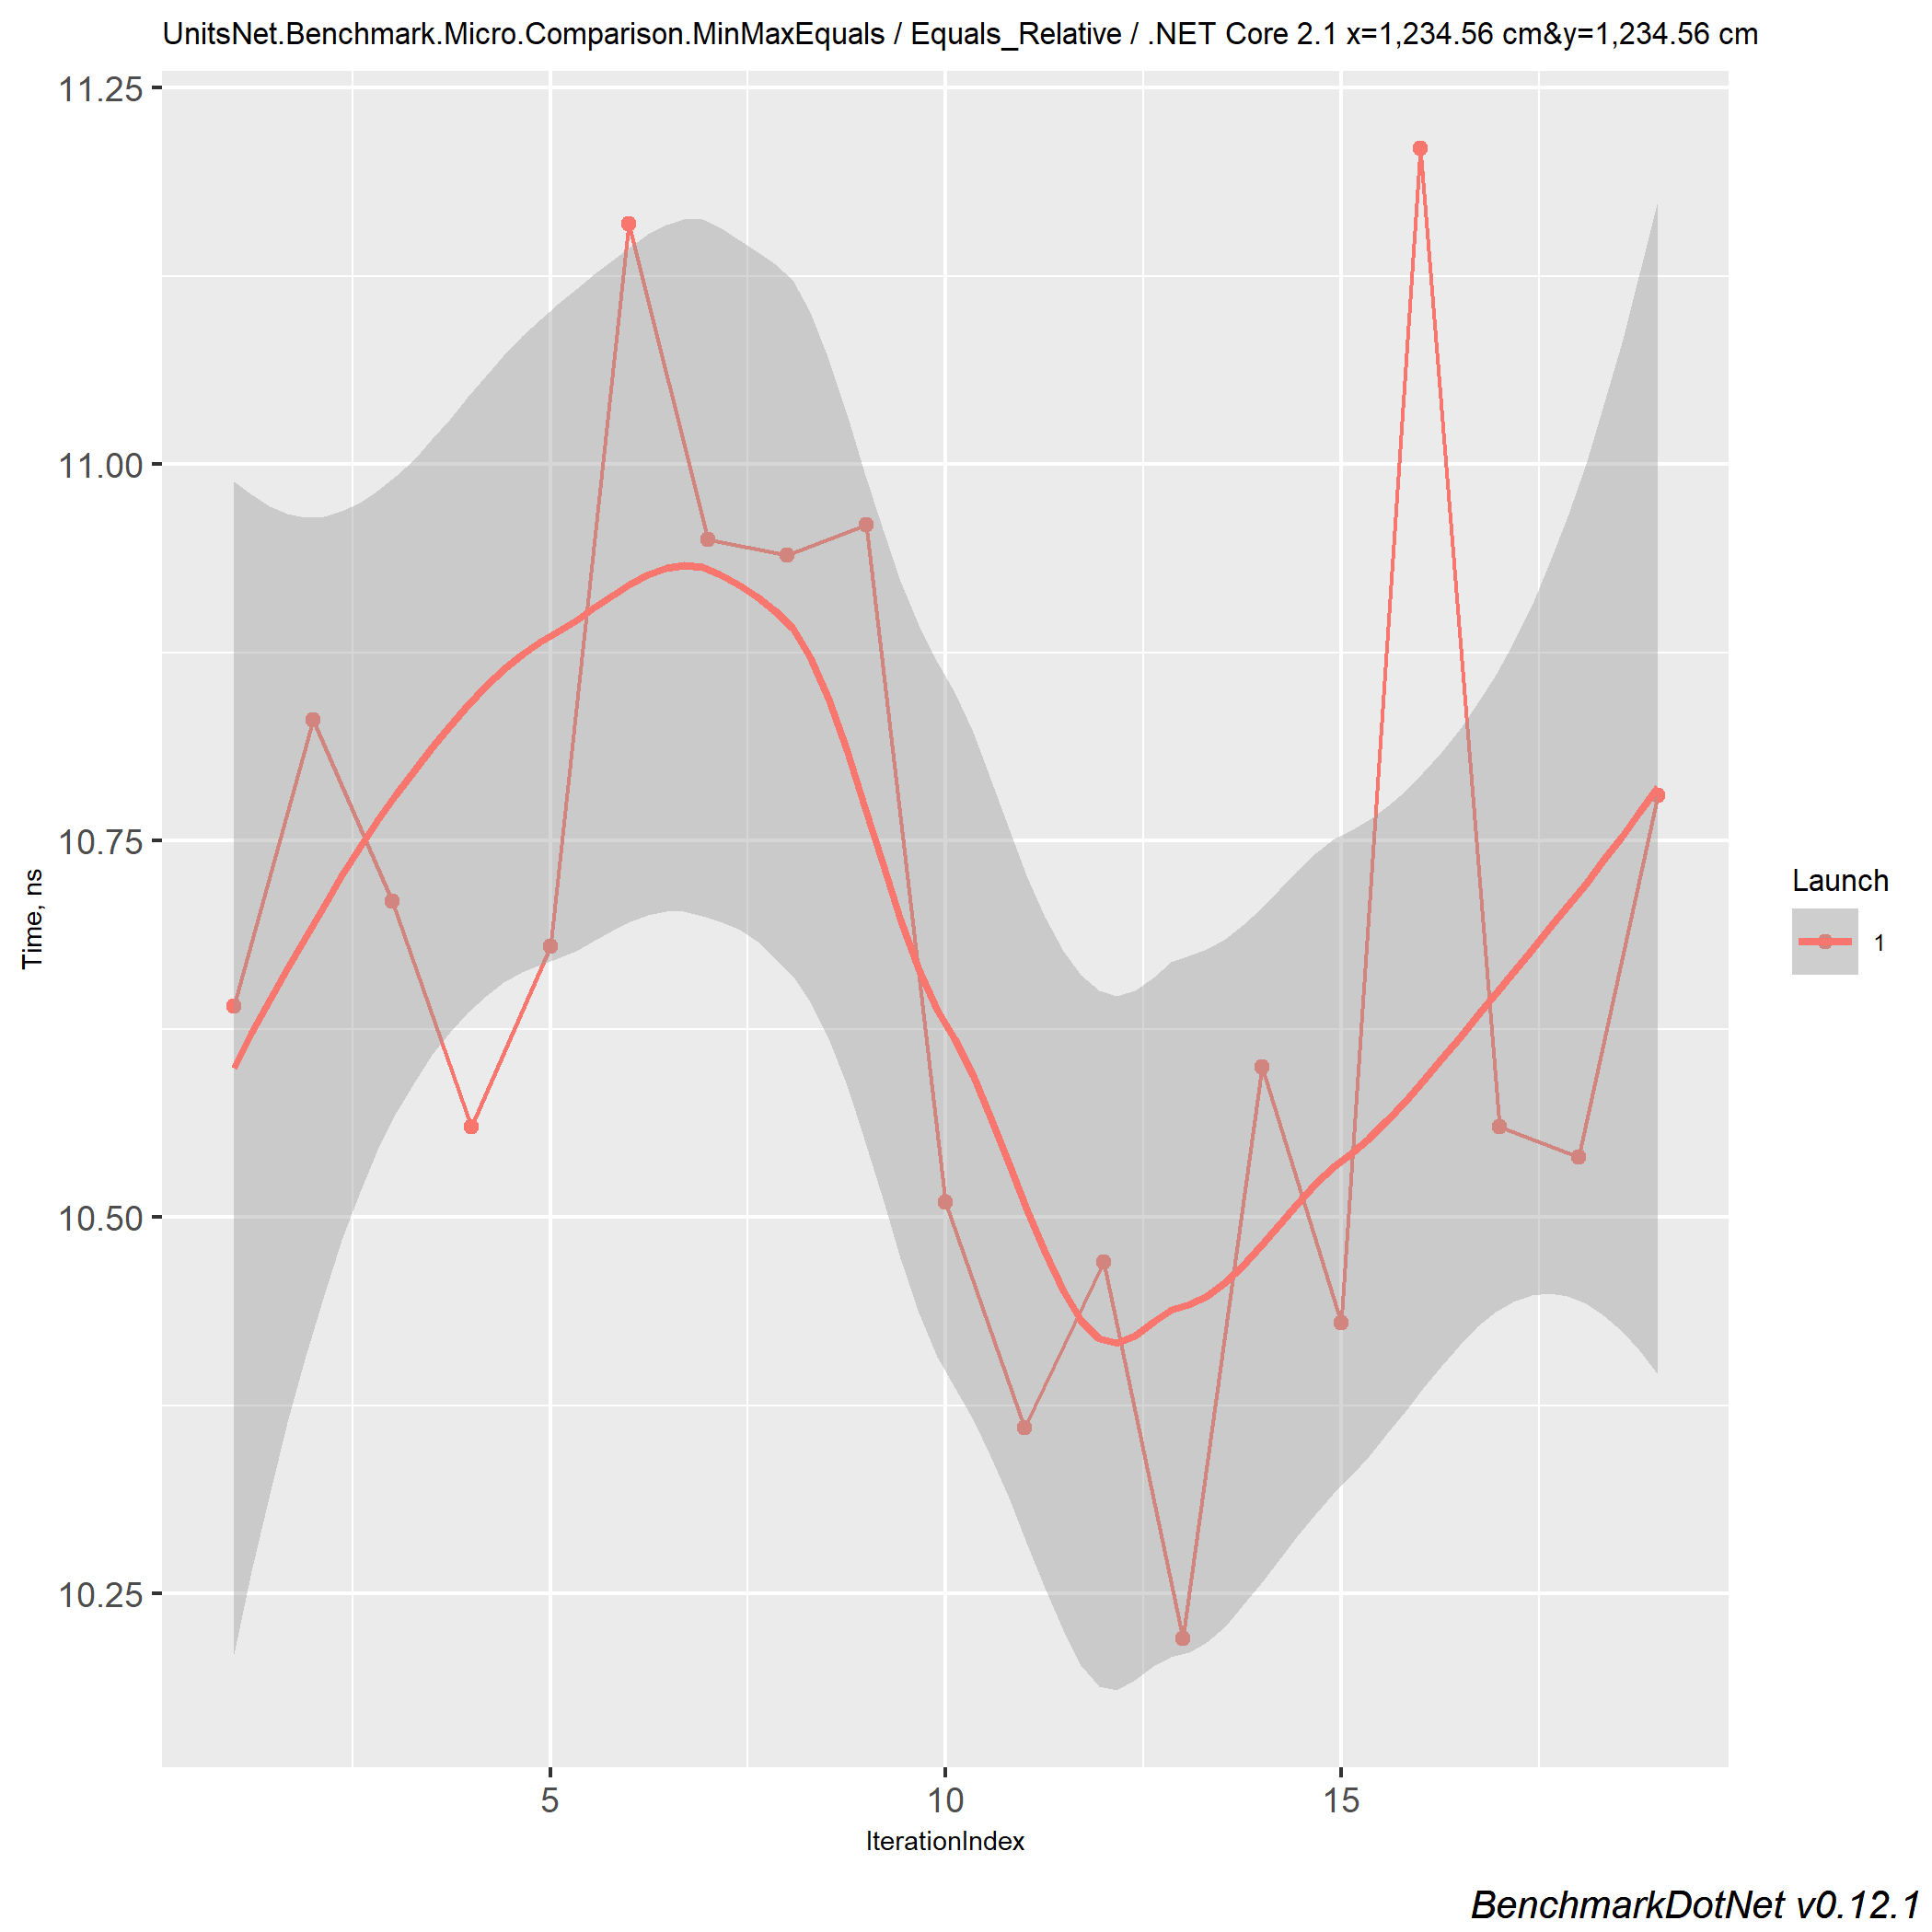 UnitsNet.Benchmark.Micro.Comparison.MinMaxEquals / Equals_Relative / .NET Core 2.1 x=1,234.56 cm&y=1,234.56 cm
11.25
11.00
10.75
10.50
10.25
Time, ns
5
10
15
IterationIndex
Launch
1
BenchmarkDotNet v0.12.1